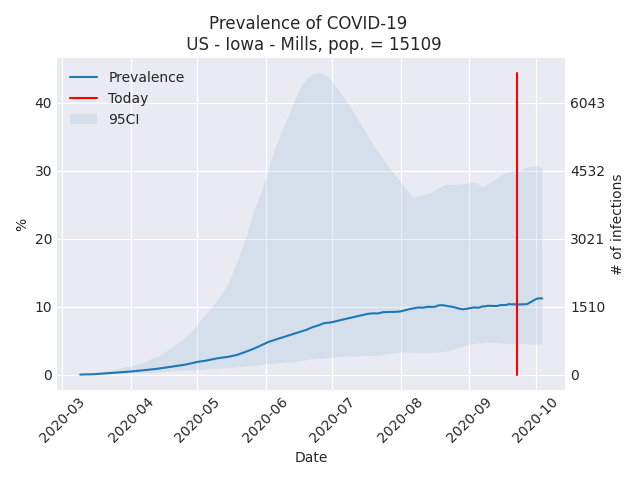 Prevalence of COVID-19
US - Iowa - Mills, pop. = 15109
Prevalence
Today
95CI
40
30
20
10
0
%
6043
4532
3021
1510
0
# of infections
2020-03
2020-04
2020-05
2020-06
2020-07
2020-08
2020-09
2020-10
Date